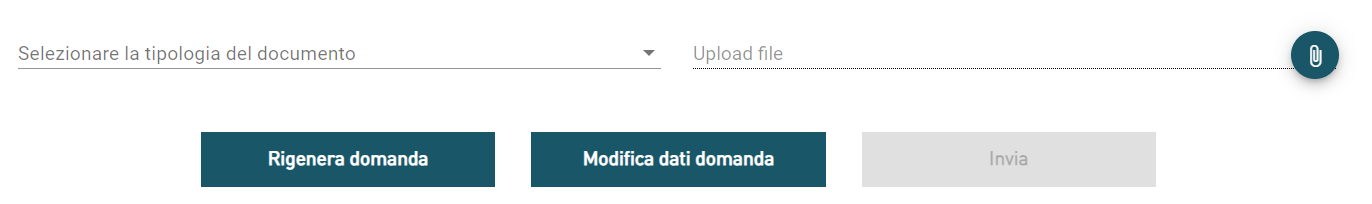 Selezionare la tipologia del documento
Upload file
Rigenera domanda
Modifica dati domanda
Invia